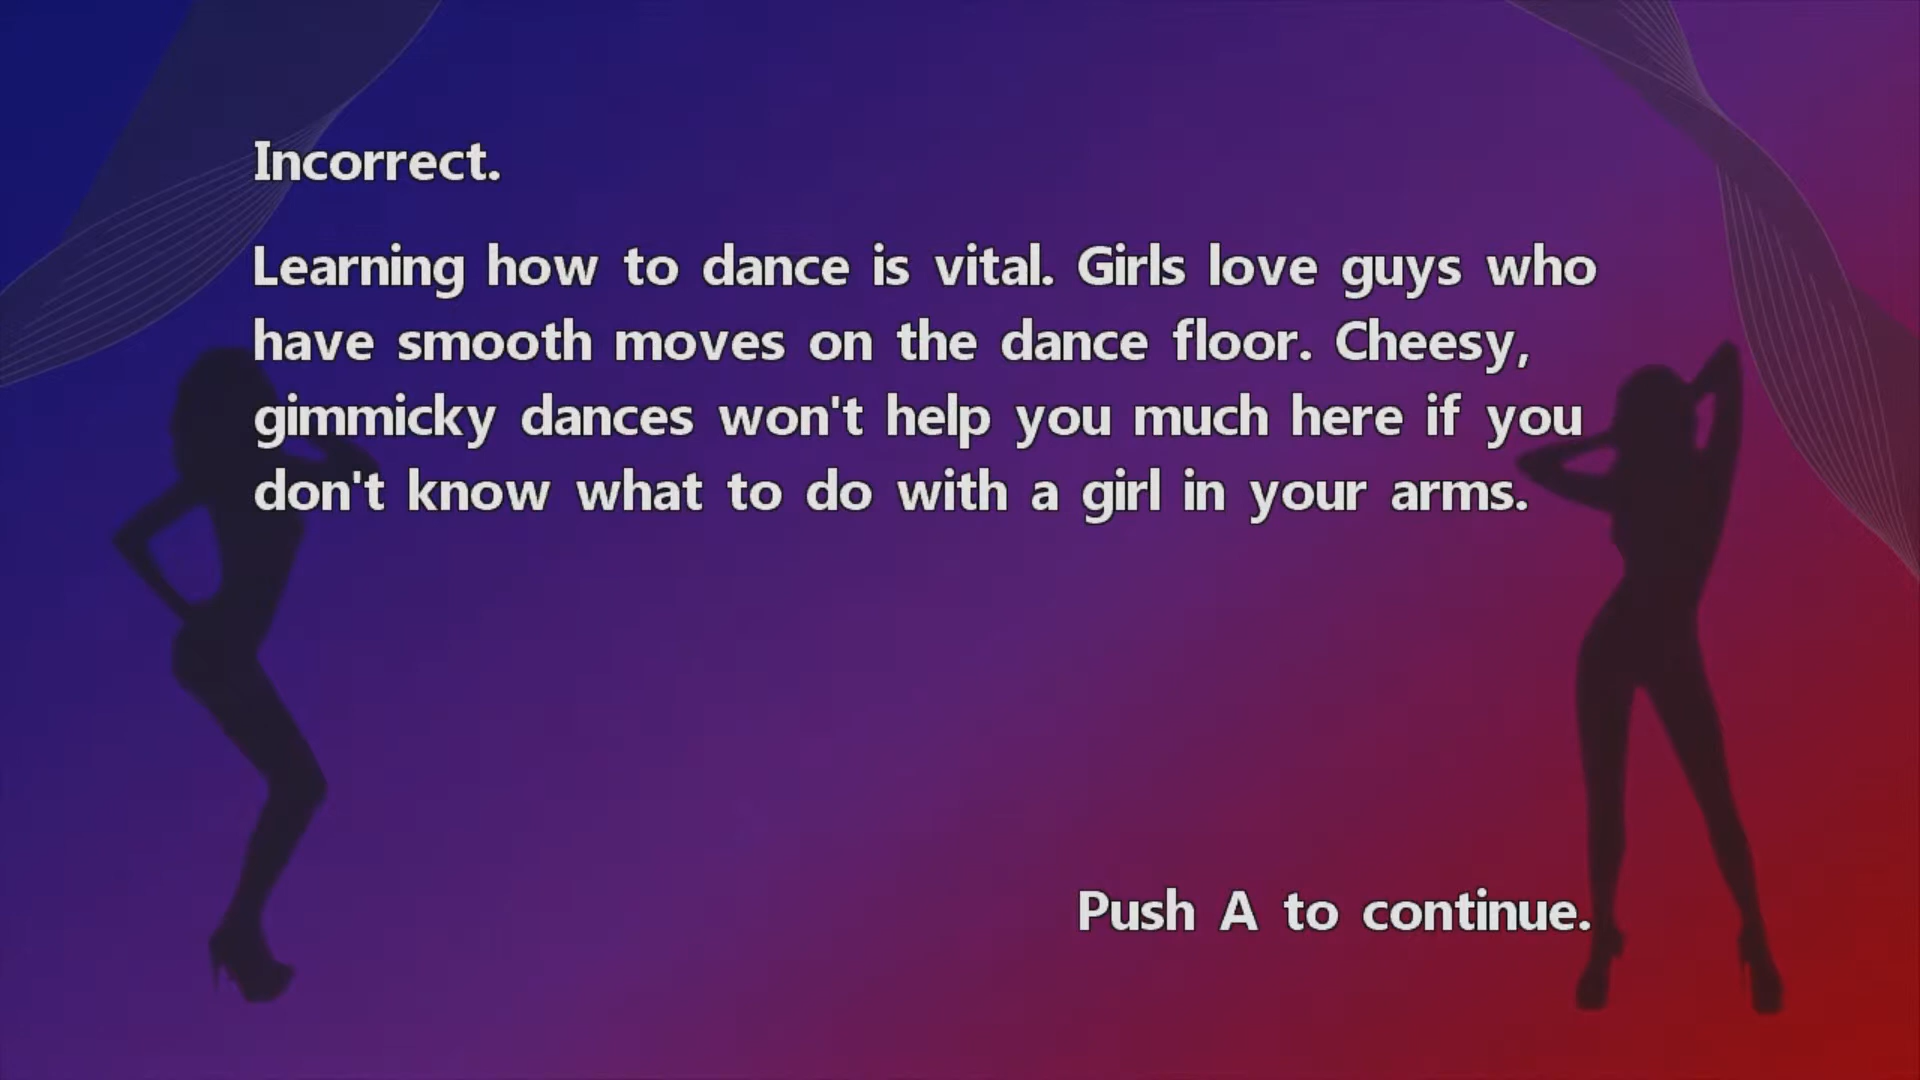 Incorrect.
Learning how to dance is vital. Girls love guys who
have smooth moves on the dance floor. Cheesy,
gimmicky dances won't help you much here if you
don't know what to do with a girl in your arms.
Push A to continue.